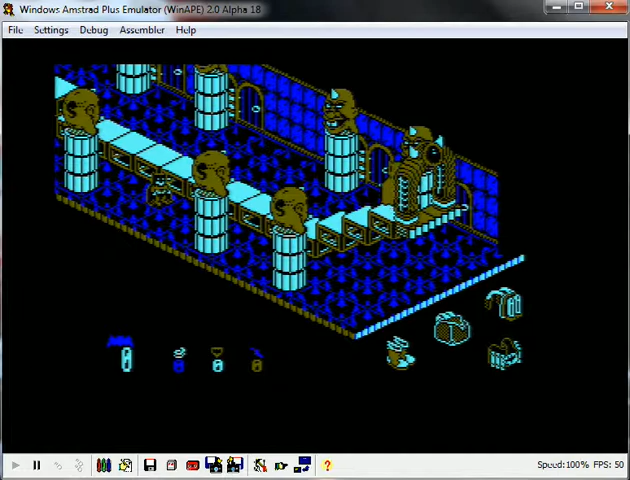 Windows Amstrad Plus Emulator (WinAPE) 2.0 Alpha 18
File Settings Debug Assembler Help
0 0 0 0
Speed:100% FPS: 50